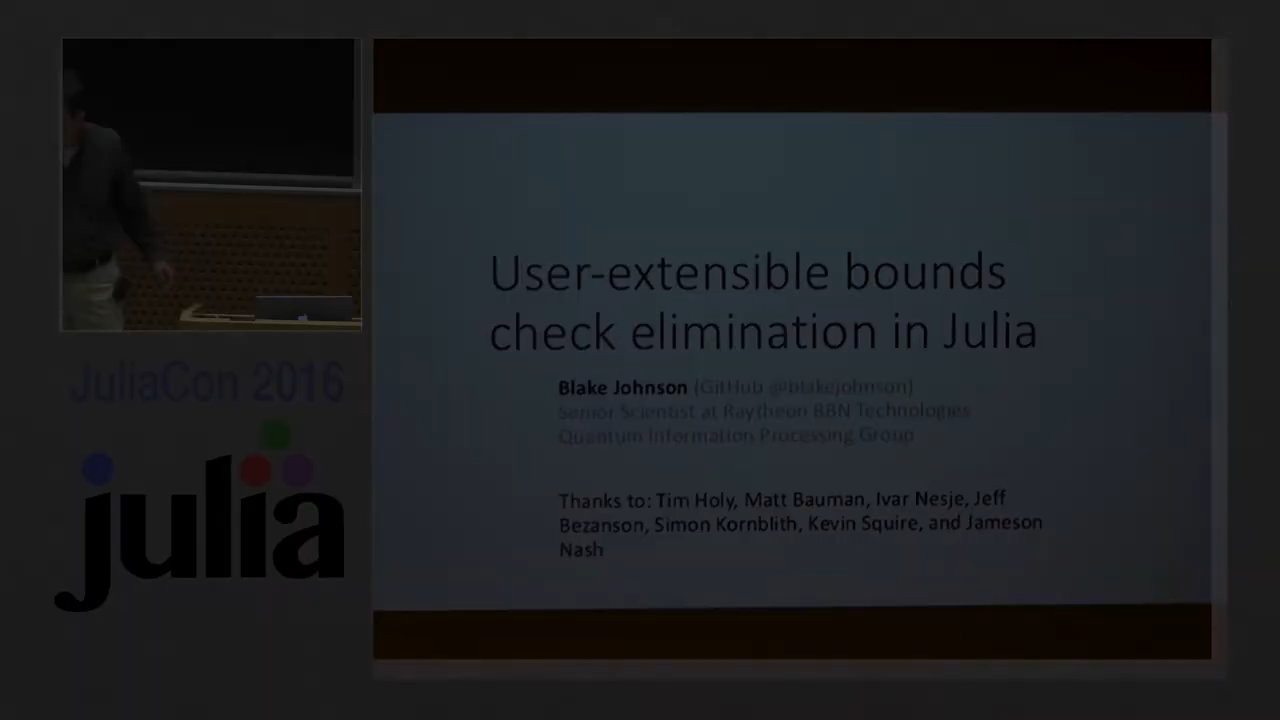 JuliaCon 2016
julia
User-extensible bounds
check elimination in Julia
Blake Johnson (GitHub @blakejohnson)
Senior Scientist at Raytheon BBN Technologies
Quantum Information Processing Group
Thanks to: Tim Holy, Matt Bauman, Ivar Nesje, Jeff
Bezanson, Simon Kornblith, Kevin Squire, and Jameson
Nash